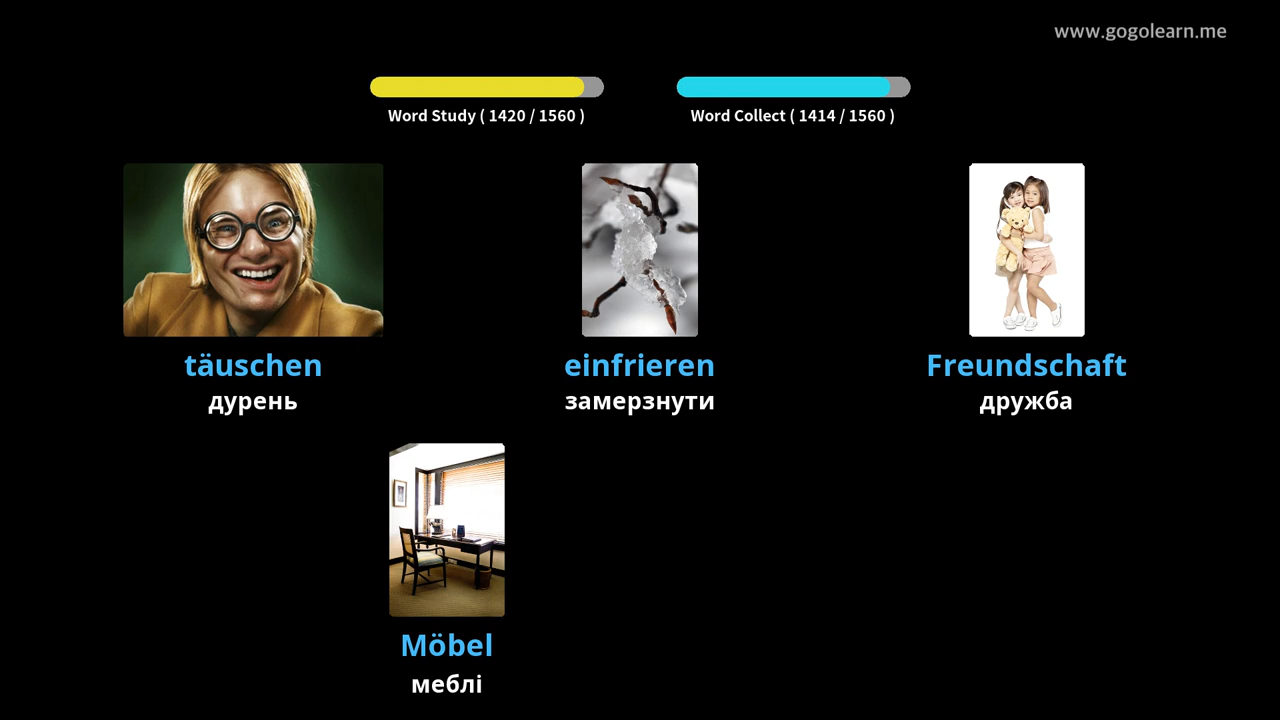 www.gogolearn.me
Word Study ( 1420 / 1560 )
Word Collect ( 1414 / 1560 )
täuschen
дурень
einfrieren
замерзнути
Freundschaft
дружба
Möbel
меблі